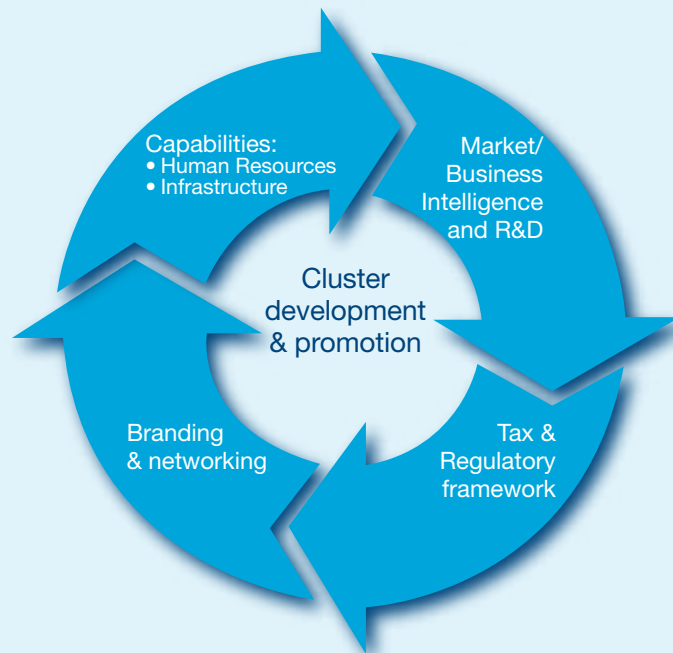 Capabilities:
• Human Resources
• Infrastructure
Market/
Business
Intelligence
and R&D
Cluster
development
& promotion
Branding
& networking
Tax &
Regulatory
framework